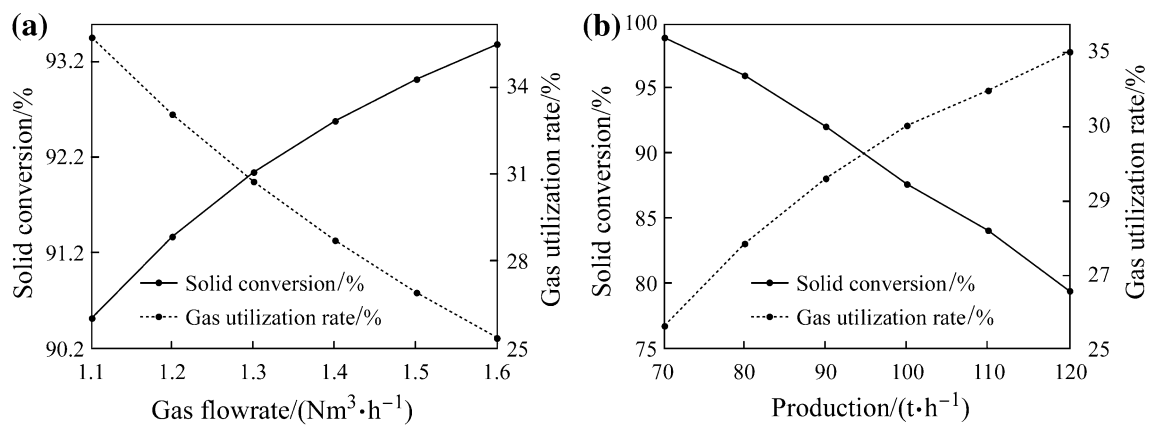 (a)
93.2
92.2
91.2
90.2
Solid conversion/%
34
31
28
25
Gas utilization rate/%
Solid conversion/%
Gas utilization rate/%
1.1 1.2 1.3 1.4 1.5 1.6
Gas flowrate/(Nm³·h⁻¹)
(b)
100
95
90
85
80
75
Solid conversion/%
35
30
29
27
25
Gas utilization rate/%
Solid conversion/%
Gas utilization rate/%
70 80 90 100 110 120
Production/(t·h⁻¹)